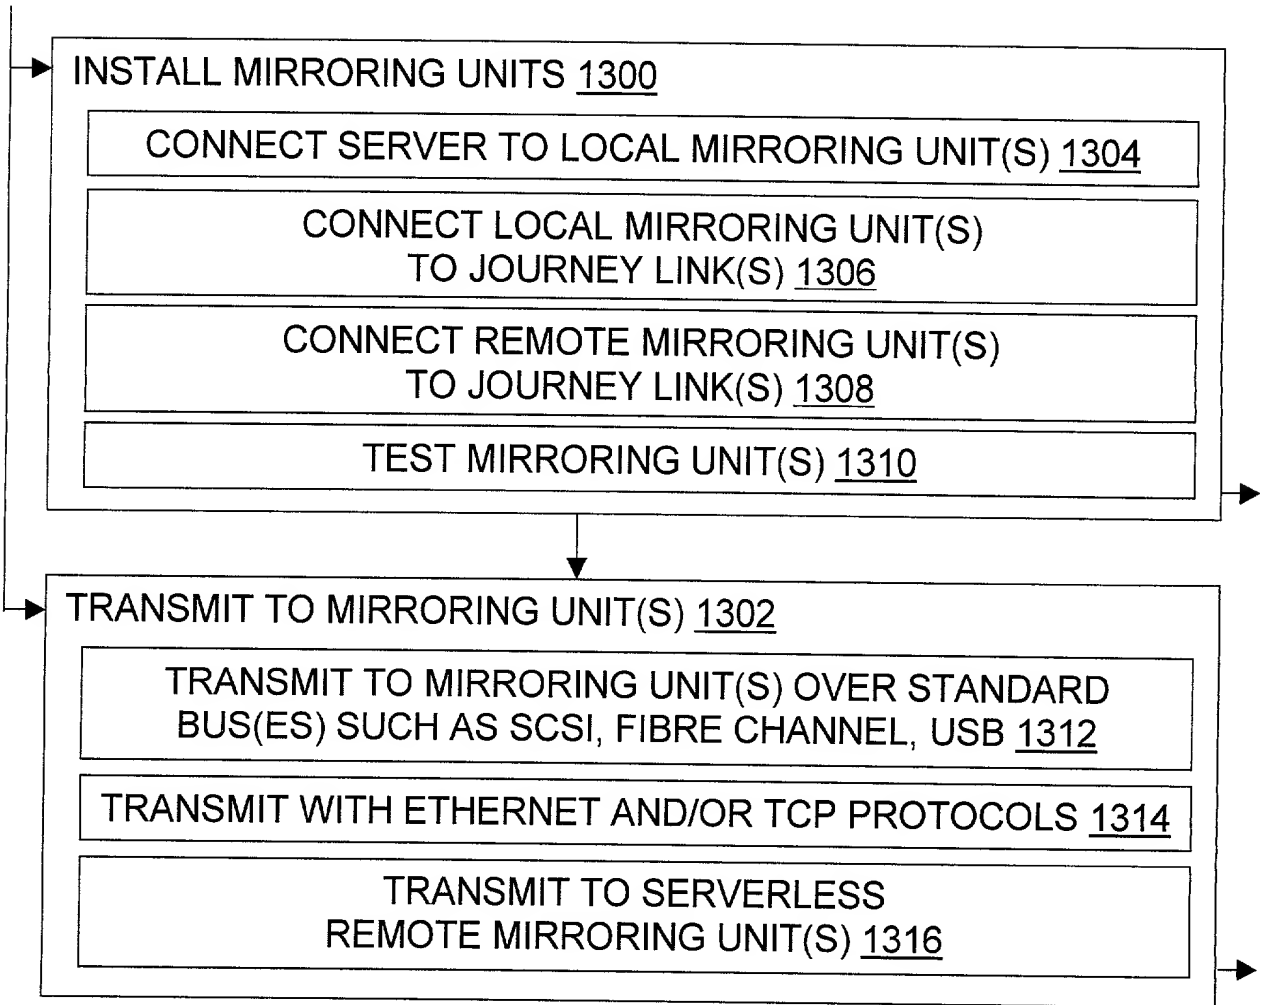 INSTALL MIRRORING UNITS 1300
CONNECT SERVER TO LOCAL MIRRORING UNIT(S) 1304
CONNECT LOCAL MIRRORING UNIT(S)
TO JOURNEY LINK(S) 1306
CONNECT REMOTE MIRRORING UNIT(S)
TO JOURNEY LINK(S) 1308
TEST MIRRORING UNIT(S) 1310
TRANSMIT TO MIRRORING UNIT(S) 1302
TRANSMIT TO MIRRORING UNIT(S) OVER STANDARD
BUS(ES) SUCH AS SCSI, FIBRE CHANNEL, USB 1312
TRANSMIT WITH ETHERNET AND/OR TCP PROTOCOLS 1314
TRANSMIT TO SERVERLESS
REMOTE MIRRORING UNIT(S) 1316